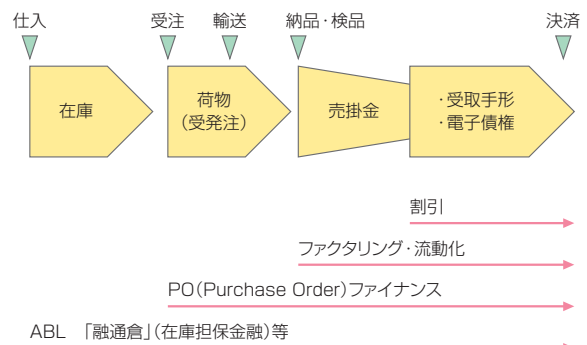 仕入
受注
輸送
納品・検品
決済
在庫
荷物
(受発注)
売掛金
・受取手形
・電子債権
割引
ファクタリング・流動化
PO(Purchase Order)ファイナンス
ABL 「融通倉」(在庫担保金融)等